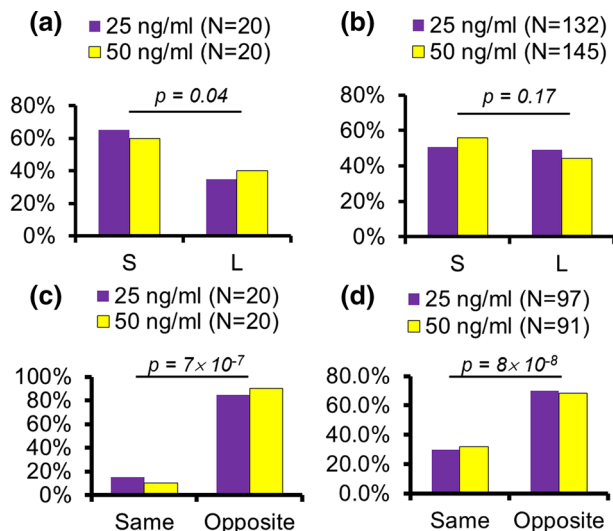 (a)
25 ng/ml (N=20)
50 ng/ml (N=20)
p = 0.04
80%
60%
40%
20%
0%
S L
(b)
25 ng/ml (N=132)
50 ng/ml (N=145)
p = 0.17
80%
60%
40%
20%
0%
S L
(c)
25 ng/ml (N=20)
50 ng/ml (N=20)
p = 7×10⁻⁷
100%
80%
60%
40%
20%
0%
Same Opposite
(d)
25 ng/ml (N=97)
50 ng/ml (N=91)
p = 8×10⁻⁸
80.0%
60.0%
40.0%
20.0%
0.0%
Same Opposite